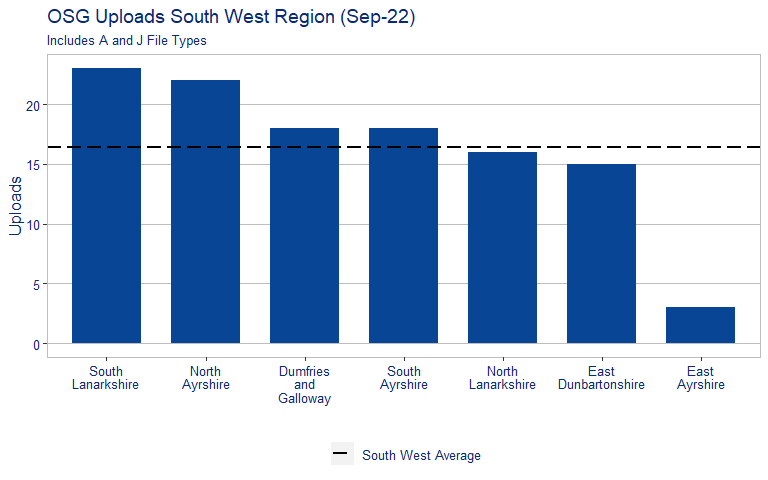 OSG Uploads South West Region (Sep-22)
Includes A and J File Types
Uploads
20
15
10
5
0
South
Lanarkshire
North
Ayrshire
Dumfries
and
Galloway
South
Ayrshire
North
Lanarkshire
East
Dunbartonshire
East
Ayrshire
South West Average